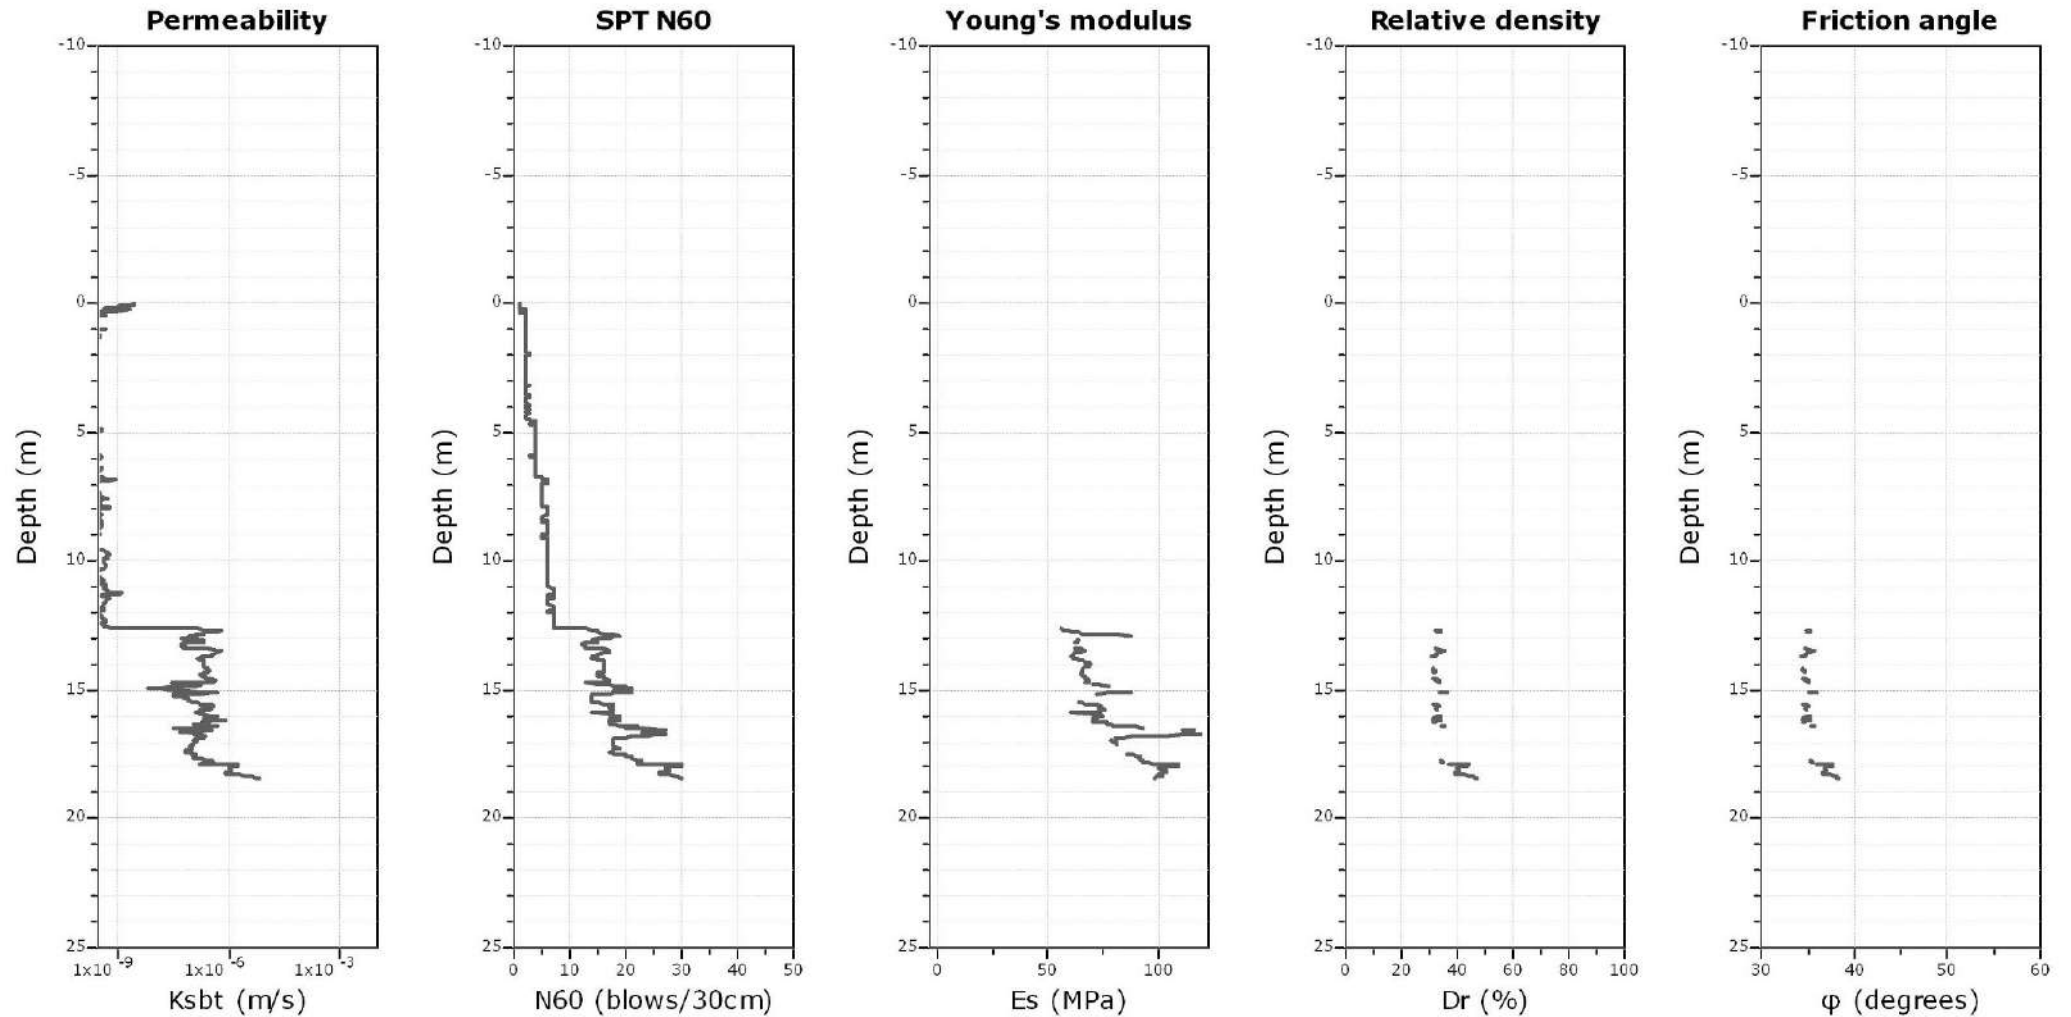 Permeability
SPT N60
Young's modulus
Relative density
Friction angle
-10
-5
0
5
10
15
20
25
Depth (m)
1x10 -9
1x10 -6
1x10 -3
Ksbt (m/s)
-10
-5
0
5
10
15
20
25
Depth (m)
0 10 20 30 40 50
N60 (blows/30cm)
-10
-5
0
5
10
15
20
25
Depth (m)
0 50 100
Es (MPa)
-10
-5
0
5
10
15
20
25
Depth (m)
0 20 40 60 80 100
Dr (%)
-10
-5
0
5
10
15
20
25
Depth (m)
30 40 50 60
φ (degrees)